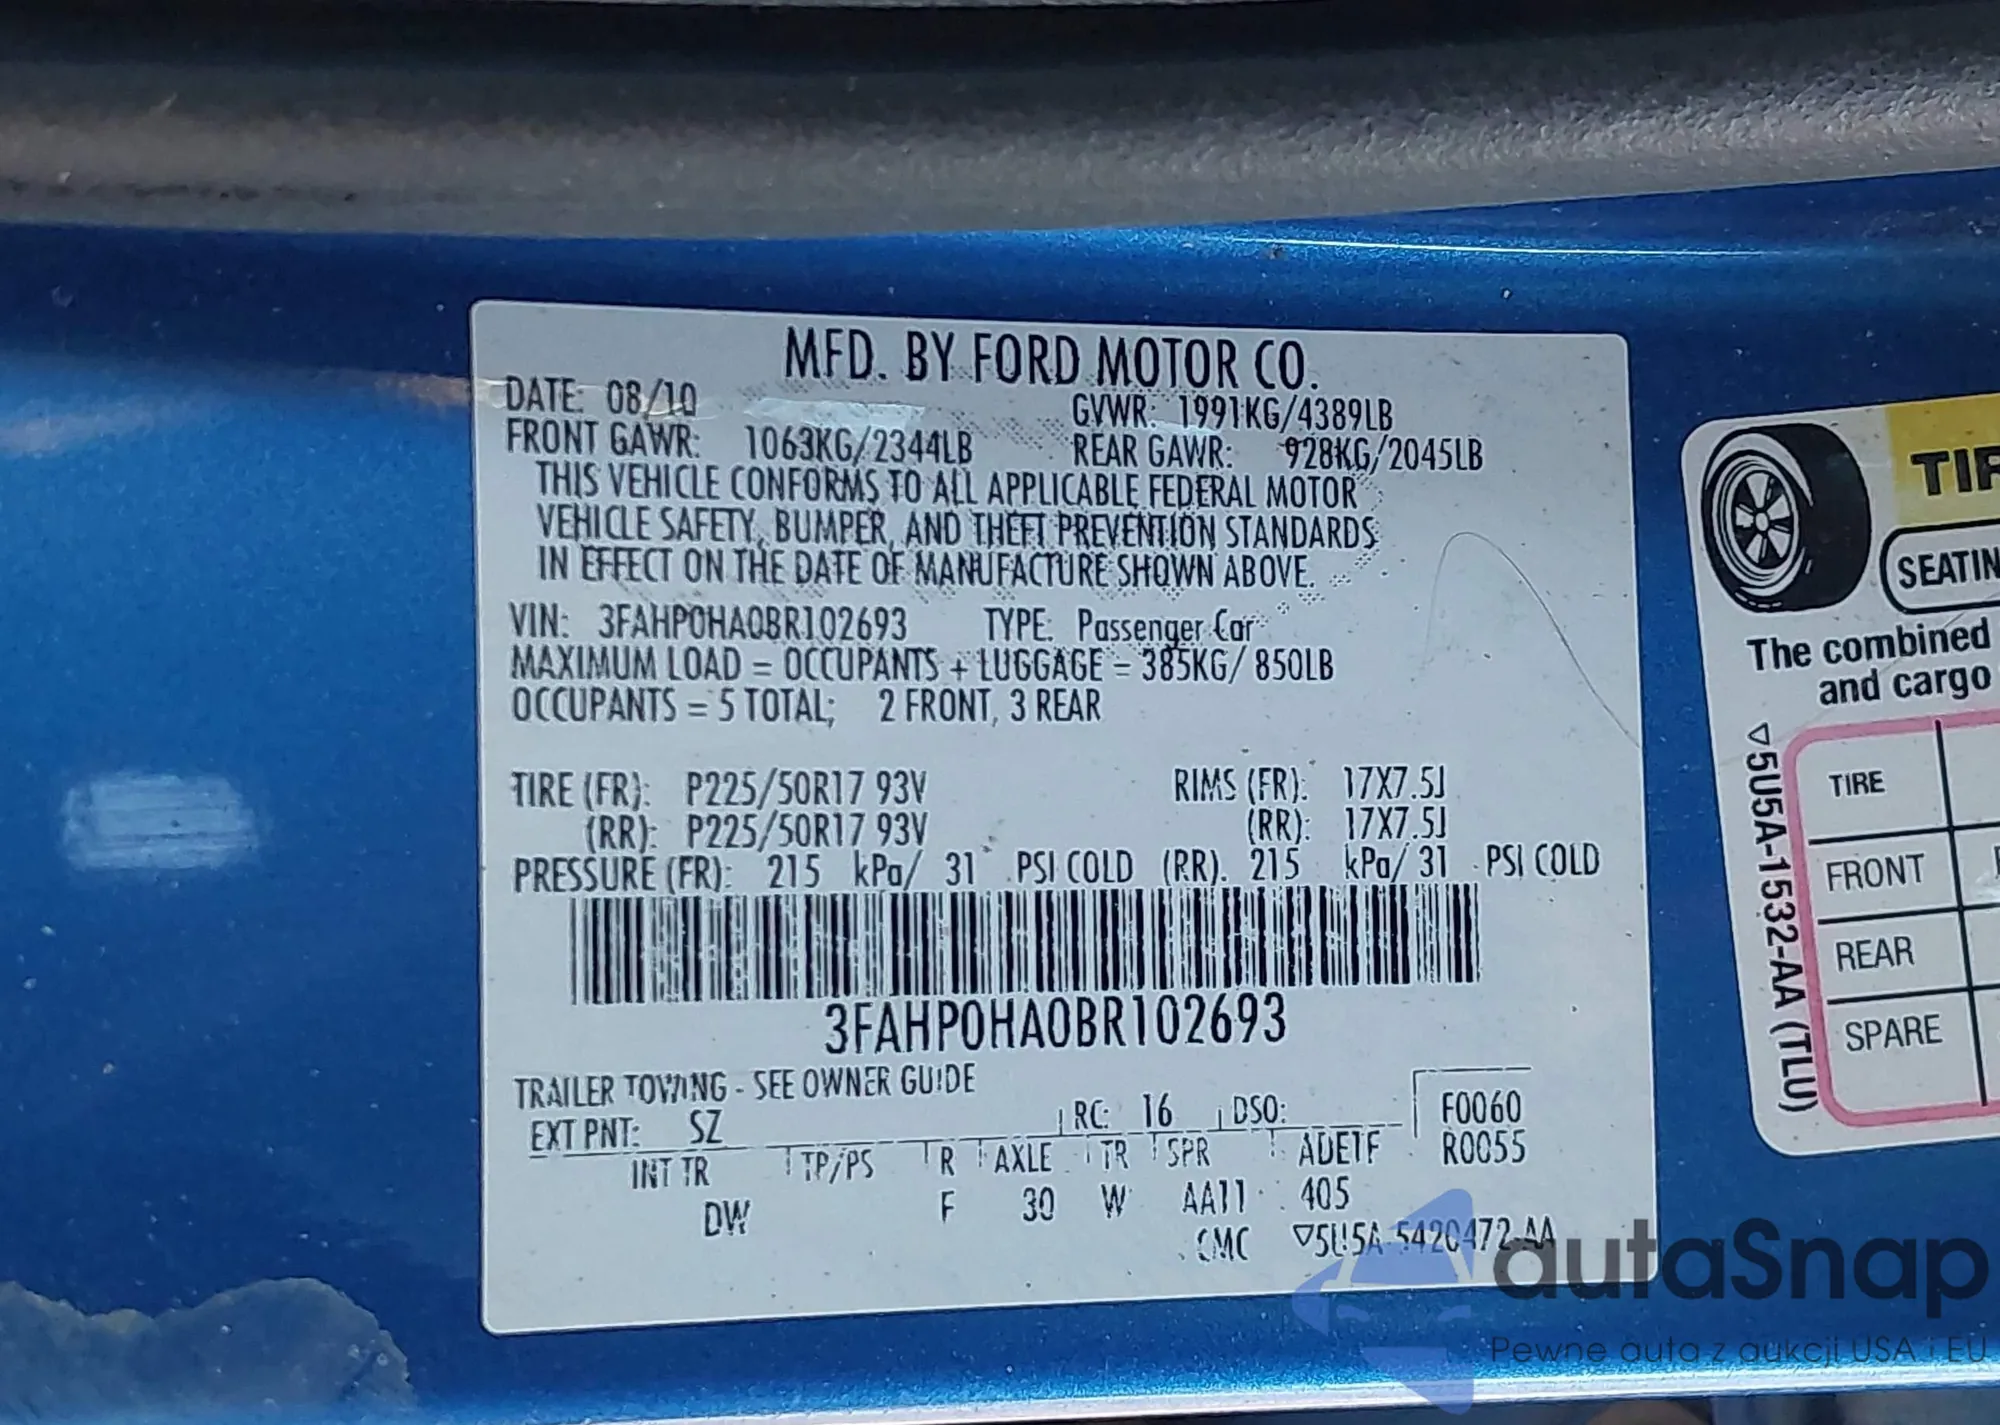 MFD. BY FORD MOTOR CO.
DATE: 08/10 GVWR: 1991KG/4389LB
FRONT GAWR: 1063KG/2344LB REAR GAWR: 928KG/2045LB
THIS VEHICLE CONFORMS TO ALL APPLICABLE FEDERAL MOTOR
VEHICLE SAFETY, BUMPER, AND THEFT PREVENTION STANDARDS
IN EFFECT ON THE DATE OF MANUFACTURE SHOWN ABOVE.
VIN: 3FAHP0HA0BR102693 TYPE: Passenger Car
MAXIMUM LOAD = OCCUPANTS + LUGGAGE = 385KG/ 850LB
OCCUPANTS = 5 TOTAL; 2 FRONT, 3 REAR
TIRE (FR): P225/50R17 93V RIMS (FR): 17X7.5J
(RR): P225/50R17 93V (RR): 17X7.5J
PRESSURE (FR): 215 kPa/ 31 PSI COLD (RR). 215 kPa/ 31 PSI COLD
3FAHP0HA0BR102693
TRAILER TOWING - SEE OWNER GUIDE
EXT PNT: SZ RC: 16 DSO: F0060
INT TR TP/PS R AXLE TR SPR ADETF R0055
DW F 30 W AA11 405
CMC ▽5U5A-5420472-AA
TIR
SEATIN
The combined
and cargo
▽5U5A-1532-AA (TLU)
TIRE
FRONT
REAR
SPARE
autaSnap
Pewne auta z aukcji USA i EU